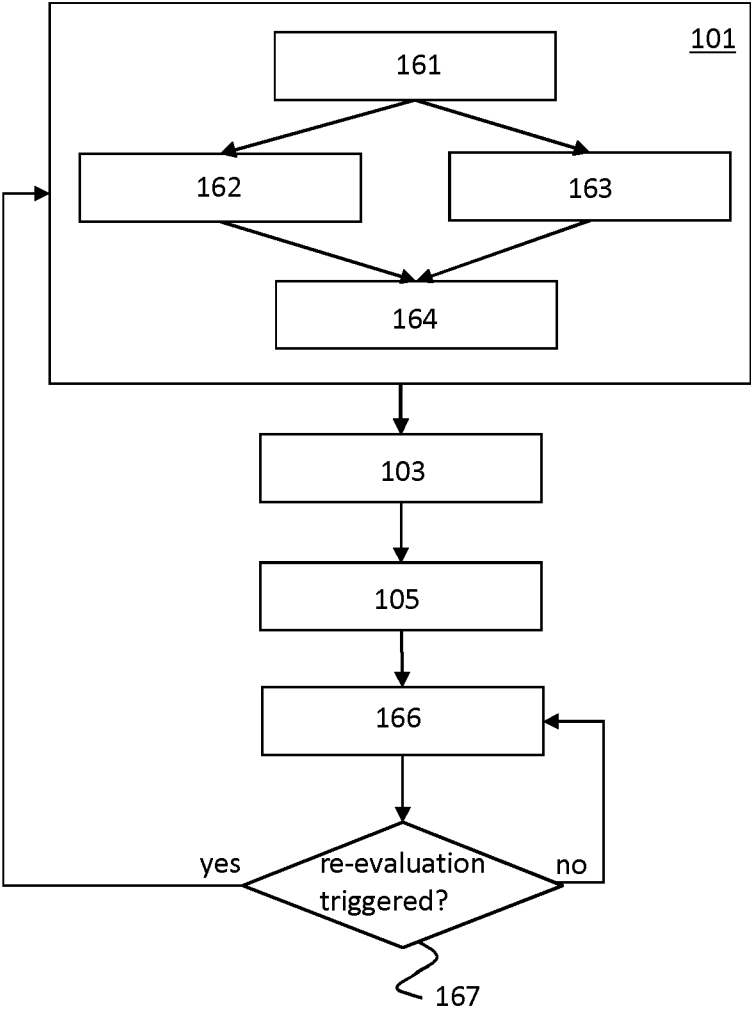 101
161
162
163
164
103
105
166
yes
re-evaluation
triggered?
no
167